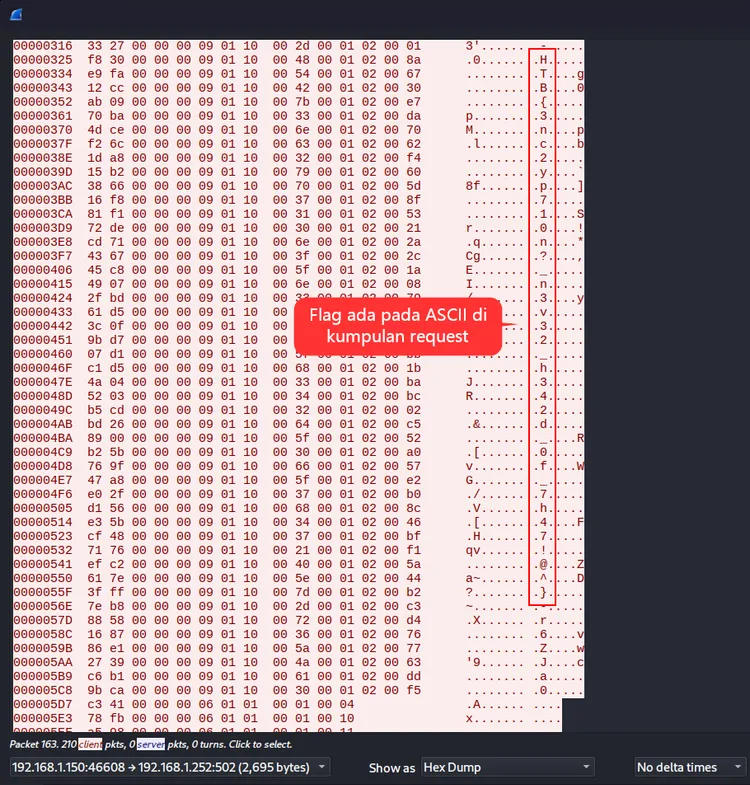 00000316 33 27 00 00 00 09 01 10 00 2d 00 01 02 00 01 3'...... .-.....
00000325 f8 30 00 00 00 09 01 10 00 48 00 01 02 00 8a .0...... .H.....
00000334 e9 fa 00 00 00 09 01 10 00 54 00 01 02 00 67 ........ .T....g
00000343 12 cc 00 00 00 09 01 10 00 42 00 01 02 00 30 ........ .B....0
00000352 ab 09 00 00 00 09 01 10 00 7b 00 01 02 00 e7 ........ .{.....
00000361 70 ba 00 00 00 09 01 10 00 33 00 01 02 00 da p....... .3.....
00000370 4d ce 00 00 00 09 01 10 00 6e 00 01 02 00 70 M....... .n....p
0000037F f2 6c 00 00 00 09 01 10 00 63 00 01 02 00 62 .l...... .c....b
0000038E 1d a8 00 00 00 09 01 10 00 32 00 01 02 00 f4 ........ .2.....
0000039D 15 b2 00 00 00 09 01 10 00 79 00 01 02 00 60 ........ .y....`
000003AC 38 66 00 00 00 09 01 10 00 70 00 01 02 00 5d 8f...... .p....]
000003BB 16 f8 00 00 00 09 01 10 00 37 00 01 02 00 8f ........ .7.....
000003CA 81 f1 00 00 00 09 01 10 00 31 00 01 02 00 53 ........ .1....S
000003D9 72 de 00 00 00 09 01 10 00 30 00 01 02 00 21 r....... .0....!
000003E8 cd 71 00 00 00 09 01 10 00 6e 00 01 02 00 2a .q...... .n....*
000003F7 43 67 00 00 00 09 01 10 00 3f 00 01 02 00 2c Cg...... .?....,
00000406 45 c8 00 00 00 09 01 10 00 5f 00 01 02 00 1a E....... ._.....
00000415 49 07 00 00 00 09 01 10 00 6e 00 01 02 00 08 I....... .n.....
00000424 2f bd 00 00 00 09 01 10 00 33 00 01 02 00 79 /....... .3....y
00000433 61 d5 00 00 00 09 01 10 .v.....
00000442 3c 0f 00 00 00 09 01 10 .3.....
00000451 9b d7 00 00 00 09 01 10 .2.....
00000460 07 d1 00 00 00 09 01 10 00 5f 00 01 02 00 bb ........ ._.....
0000046F c1 d5 00 00 00 09 01 10 00 68 00 01 02 00 1b ........ .h.....
0000047E 4a 04 00 00 00 09 01 10 00 33 00 01 02 00 ba J....... .3.....
0000048D 52 03 00 00 00 09 01 10 00 34 00 01 02 00 bc R....... .4.....
0000049C b5 cd 00 00 00 09 01 10 00 32 00 01 02 00 02 ........ .2.....
000004AB bd 26 00 00 00 09 01 10 00 64 00 01 02 00 c5 .&...... .d.....
000004BA 89 00 00 00 00 09 01 10 00 5f 00 01 02 00 52 ........ ._....R
000004C9 b2 5b 00 00 00 09 01 10 00 30 00 01 02 00 a0 .[...... .0.....
000004D8 76 9f 00 00 00 09 01 10 00 66 00 01 02 00 57 v....... .f....W
000004E7 47 a8 00 00 00 09 01 10 00 5f 00 01 02 00 e2 G....... ._.....
000004F6 e0 2f 00 00 00 09 01 10 00 37 00 01 02 00 b0 ./...... .7.....
00000505 d1 56 00 00 00 09 01 10 00 68 00 01 02 00 8c .V...... .h.....
00000514 e3 5b 00 00 00 09 01 10 00 34 00 01 02 00 46 .[...... .4....F
00000523 cf 48 00 00 00 09 01 10 00 37 00 01 02 00 bf .H...... .7.....
00000532 71 76 00 00 00 09 01 10 00 21 00 01 02 00 f1 qv...... .!.....
00000541 ef c2 00 00 00 09 01 10 00 40 00 01 02 00 5a ........ .@....Z
00000550 61 7e 00 00 00 09 01 10 00 5e 00 01 02 00 44 a~...... .^....D
0000055F 3f ff 00 00 00 09 01 10 00 7d 00 01 02 00 b2 ?....... .}.....
0000056E 7e b8 00 00 00 09 01 10 00 2d 00 01 02 00 c3 ~....... .-.....
0000057D 88 58 00 00 00 09 01 10 00 72 00 01 02 00 d4 .X...... .r.....
0000058C 16 87 00 00 00 09 01 10 00 36 00 01 02 00 76 ........ .6....v
0000059B 86 e1 00 00 00 09 01 10 00 5a 00 01 02 00 77 ........ .Z....w
000005AA 27 39 00 00 00 09 01 10 00 4a 00 01 02 00 63 '9...... .J....c
000005B9 c6 b1 00 00 00 09 01 10 00 61 00 01 02 00 dd ........ .a.....
000005C8 9b ca 00 00 00 09 01 10 00 30 00 01 02 00 f5 ........ .0.....
000005D7 c3 41 00 00 00 06 01 01 00 01 00 04 .A...... ....
000005E3 78 fb 00 00 00 06 01 01 00 01 00 10 x....... ....
Flag ada pada ASCII di
kumpulan request
Packet 163. 210 client pkts, 0 server pkts, 0 turns. Click to select.
192.168.1.150:46608 → 192.168.1.252:502 (2,695 bytes)
Show as
Hex Dump
No delta times